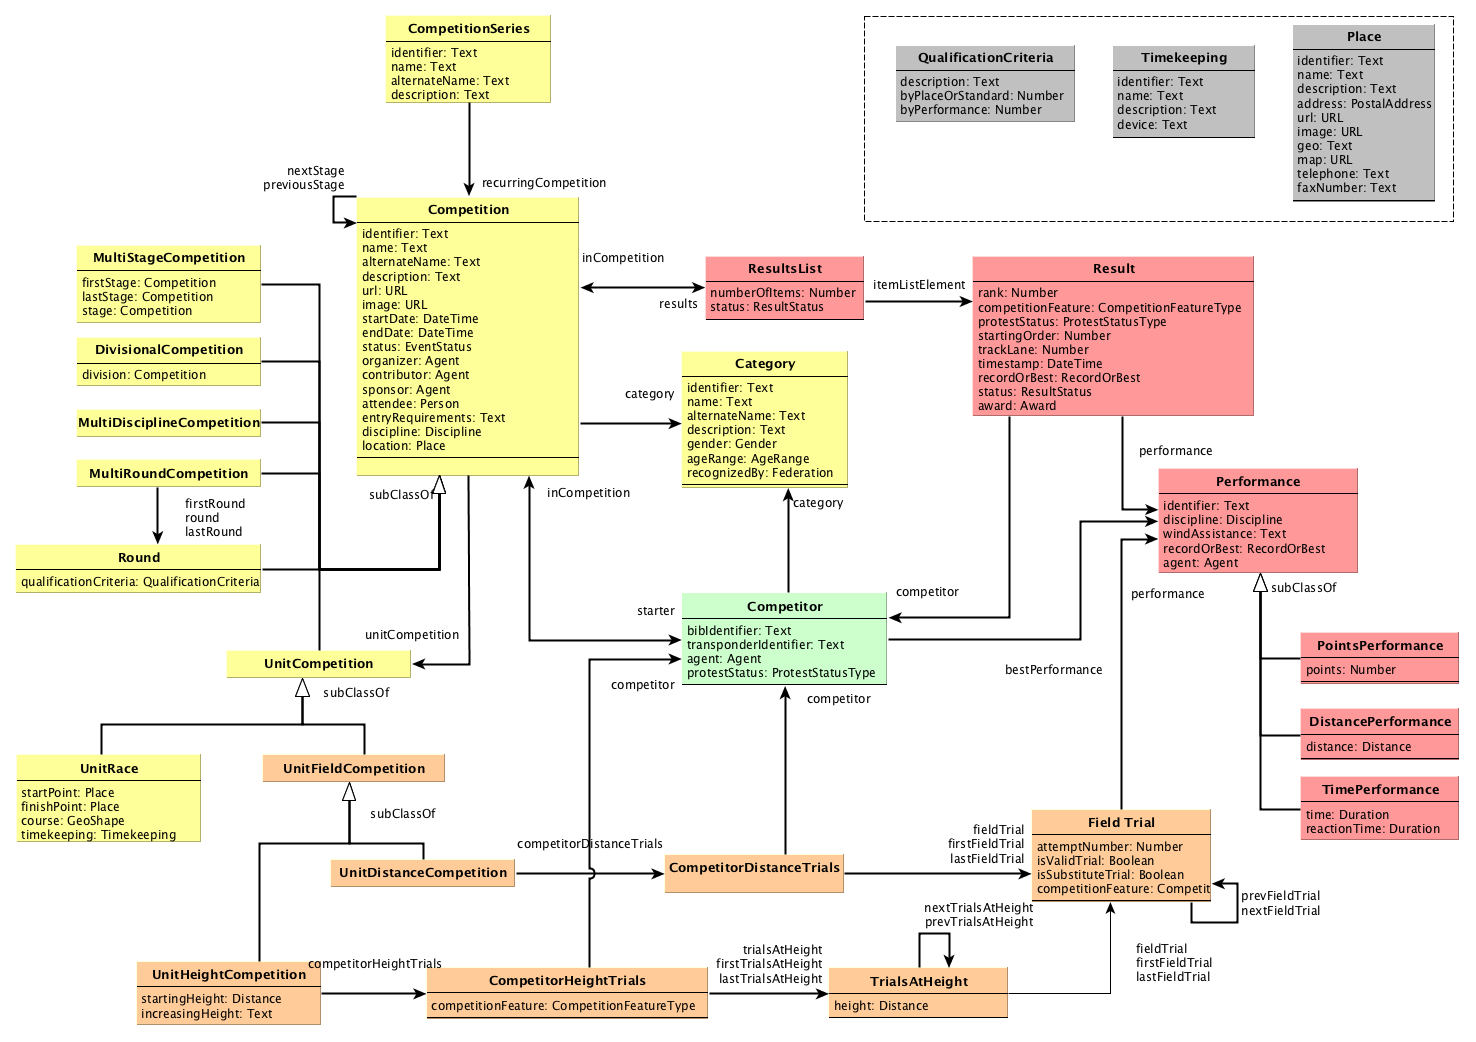 CompetitionSeries
identifier: Text
name: Text
alternateName: Text
description: Text
QualificationCriteria
description: Text
byPlaceOrStandard: Number
byPerformance: Number
Timekeeping
identifier: Text
name: Text
description: Text
device: Text
Place
identifier: Text
name: Text
description: Text
address: PostalAddress
url: URL
image: URL
geo: Text
map: URL
telephone: Text
faxNumber: Text
nextStage
previousStage
recurringCompetition
Competition
identifier: Text
name: Text
alternateName: Text
description: Text
url: URL
image: URL
startDate: DateTime
endDate: DateTime
status: EventStatus
organizer: Agent
contributor: Agent
sponsor: Agent
attendee: Person
entryRequirements: Text
discipline: Discipline
location: Place
MultiStageCompetition
firstStage: Competition
lastStage: Competition
stage: Competition
DivisionalCompetition
division: Competition
MultiDisciplineCompetition
MultiRoundCompetition
firstRound
round
lastRound
Round
qualificationCriteria: QualificationCriteria
inCompetition
results
ResultsList
numberOfItems: Number
status: ResultStatus
itemListElement
Result
rank: Number
competitionFeature: CompetitionFeatureType
protestStatus: ProtestStatusType
startingOrder: Number
trackLane: Number
timestamp: DateTime
recordOrBest: RecordOrBest
status: ResultStatus
award: Award
category
Category
identifier: Text
name: Text
alternateName: Text
description: Text
gender: Gender
ageRange: AgeRange
recognizedBy: Federation
subClassOf
inCompetition
category
performance
Performance
identifier: Text
discipline: Discipline
windAssistance: Text
recordOrBest: RecordOrBest
agent: Agent
subClassOf
performance
competitor
starter
Competitor
bibIdentifier: Text
transponderIdentifier: Text
agent: Agent
protestStatus: ProtestStatusType
unitCompetition
UnitCompetition
subClassOf
competitor
competitor
bestPerformance
PointsPerformance
points: Number
DistancePerformance
distance: Distance
TimePerformance
time: Duration
reactionTime: Duration
UnitRace
startPoint: Place
finishPoint: Place
course: GeoShape
timekeeping: Timekeeping
UnitFieldCompetition
subClassOf
UnitDistanceCompetition
competitorDistanceTrials
CompetitorDistanceTrials
fieldTrial
firstFieldTrial
lastFieldTrial
Field Trial
attemptNumber: Number
isValidTrial: Boolean
isSubstituteTrial: Boolean
competitionFeature: Competit
prevFieldTrial
nextFieldTrial
nextTrialsAtHeight
prevTrialsAtHeight
UnitHeightCompetition
startingHeight: Distance
increasingHeight: Text
competitorHeightTrials
CompetitorHeightTrials
competitionFeature: CompetitionFeatureType
trialsAtHeight
firstTrialsAtHeight
lastTrialsAtHeight
TrialsAtHeight
height: Distance
fieldTrial
firstFieldTrial
lastFieldTrial